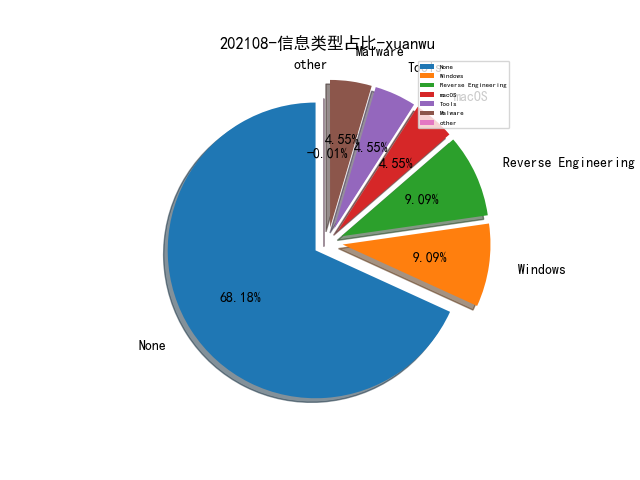 202108-信息类型占比-xuanwu
Malware
other
Tools
macOS
None
Windows
Reverse Engineering
macOS
Tools
Malware
other
4.55%
-0.01%
4.55%
4.55%
Reverse Engineering
9.09%
9.09%
Windows
68.18%
None